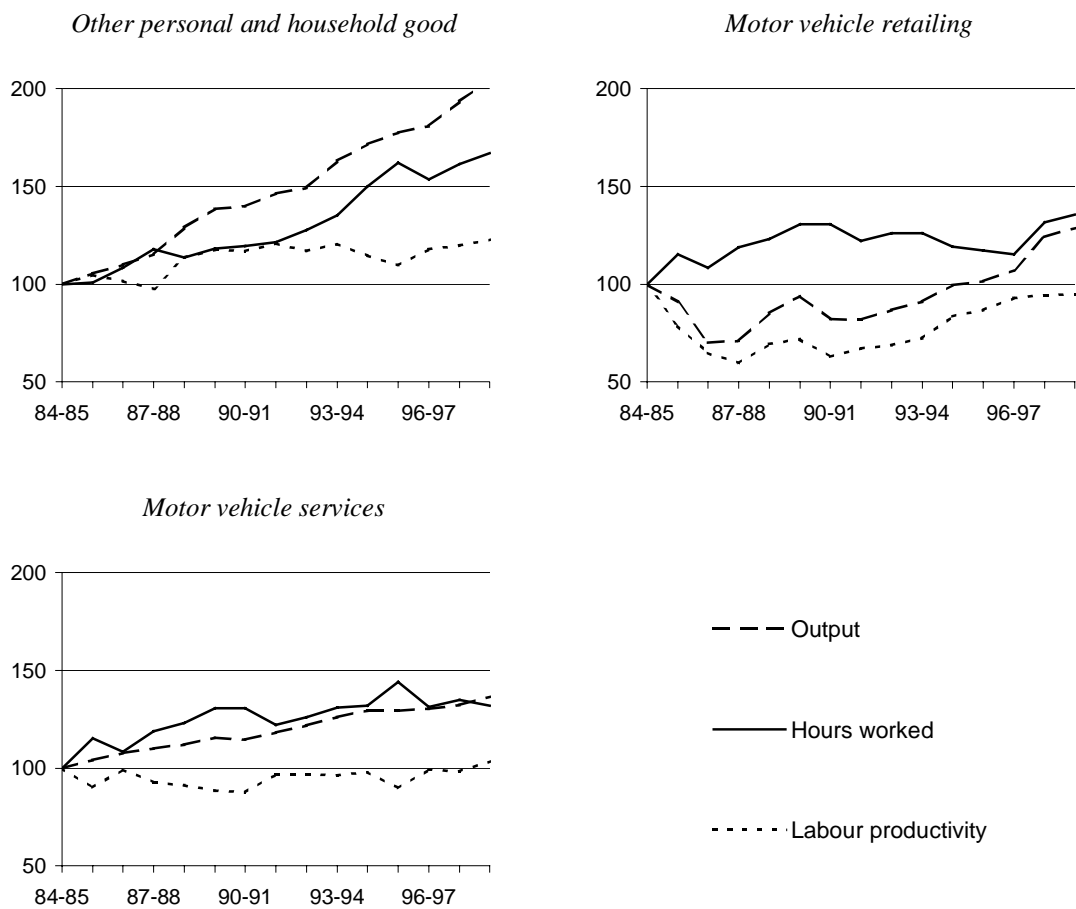 Other personal and household good
Motor vehicle retailing
200
150
100
50
84-85 87-88 90-91 93-94 96-97
200
150
100
50
84-85 87-88 90-91 93-94 96-97
Motor vehicle services
200
150
100
50
84-85 87-88 90-91 93-94 96-97
Output
Hours worked
Labour productivity